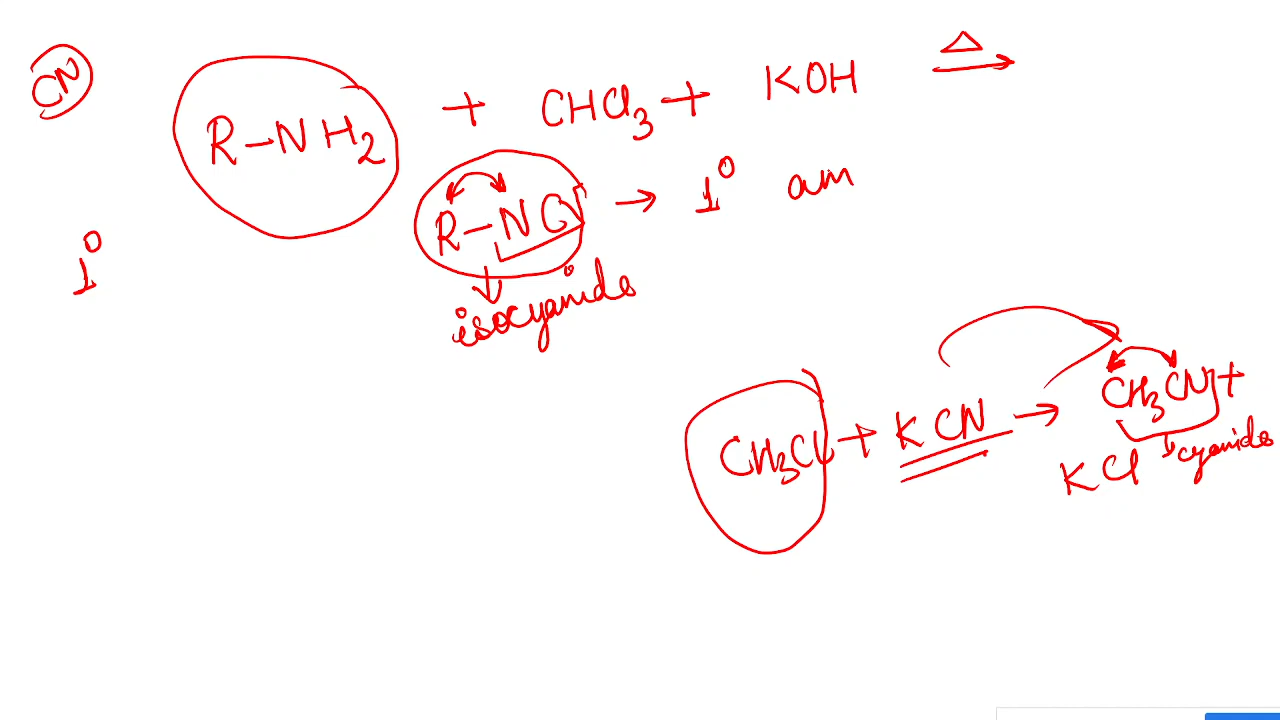 CN
R-NH2 + CHCl3 + KOH Δ→
R-NC → 1° am
1°
isocyanide
CH3Cl + KCN → CH3CN +
KCl cyanide